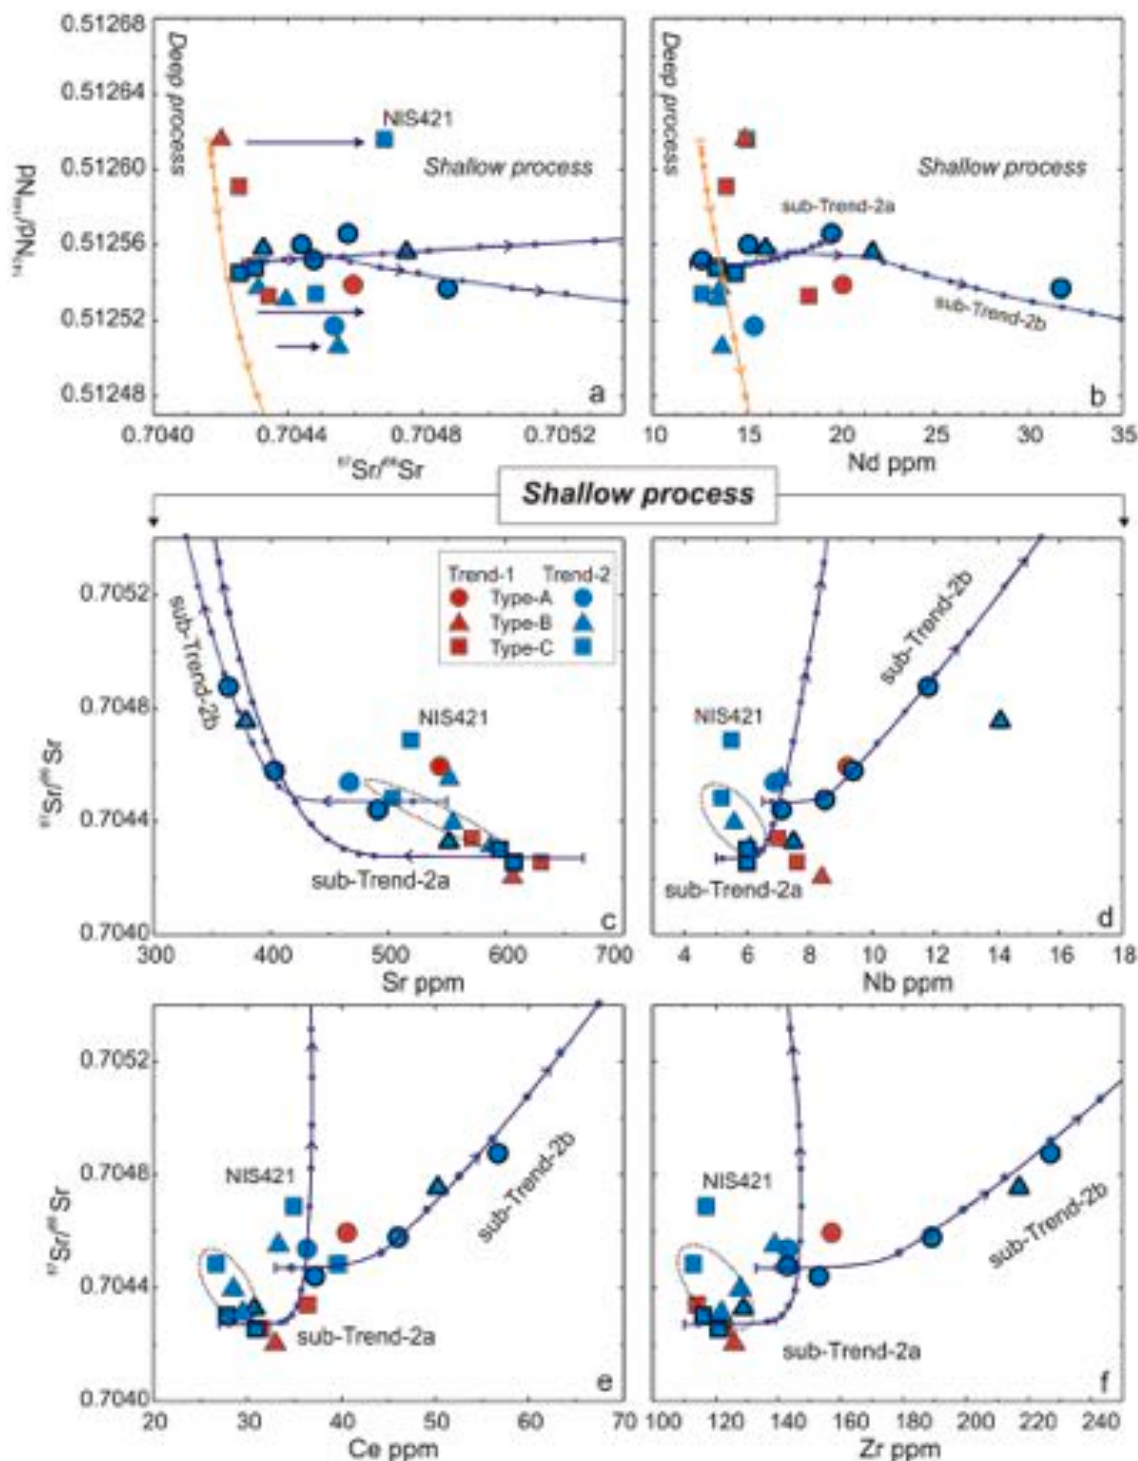 0.51268
0.51264
0.51260
0.51256
0.51252
0.51248
Deep process
NIS421
Shallow process
a
0.7040
0.7044
0.7048
0.7052
⁸⁷Sr/⁸⁶Sr
Deep process
Shallow process
sub-Trend-2a
sub-Trend-2b
b
10
15
20
25
30
35
Nd ppm
Shallow process
0.7052
0.7048
0.7044
0.7040
⁸⁷Sr/⁸⁶Sr
Trend-1 Trend-2
Type-A
Type-B
Type-C
sub-Trend-2b
NIS421
sub-Trend-2a
c
300
400
500
600
700
Sr ppm
sub-Trend-2b
NIS421
sub-Trend-2a
d
4
6
8
10
12
14
16
18
Nb ppm
0.7052
0.7048
0.7044
0.7040
⁸⁷Sr/⁸⁶Sr
NIS421
sub-Trend-2b
sub-Trend-2a
e
20
30
40
50
60
70
Ce ppm
NIS421
sub-Trend-2b
sub-Trend-2a
f
100
120
140
160
180
200
220
240
Zr ppm